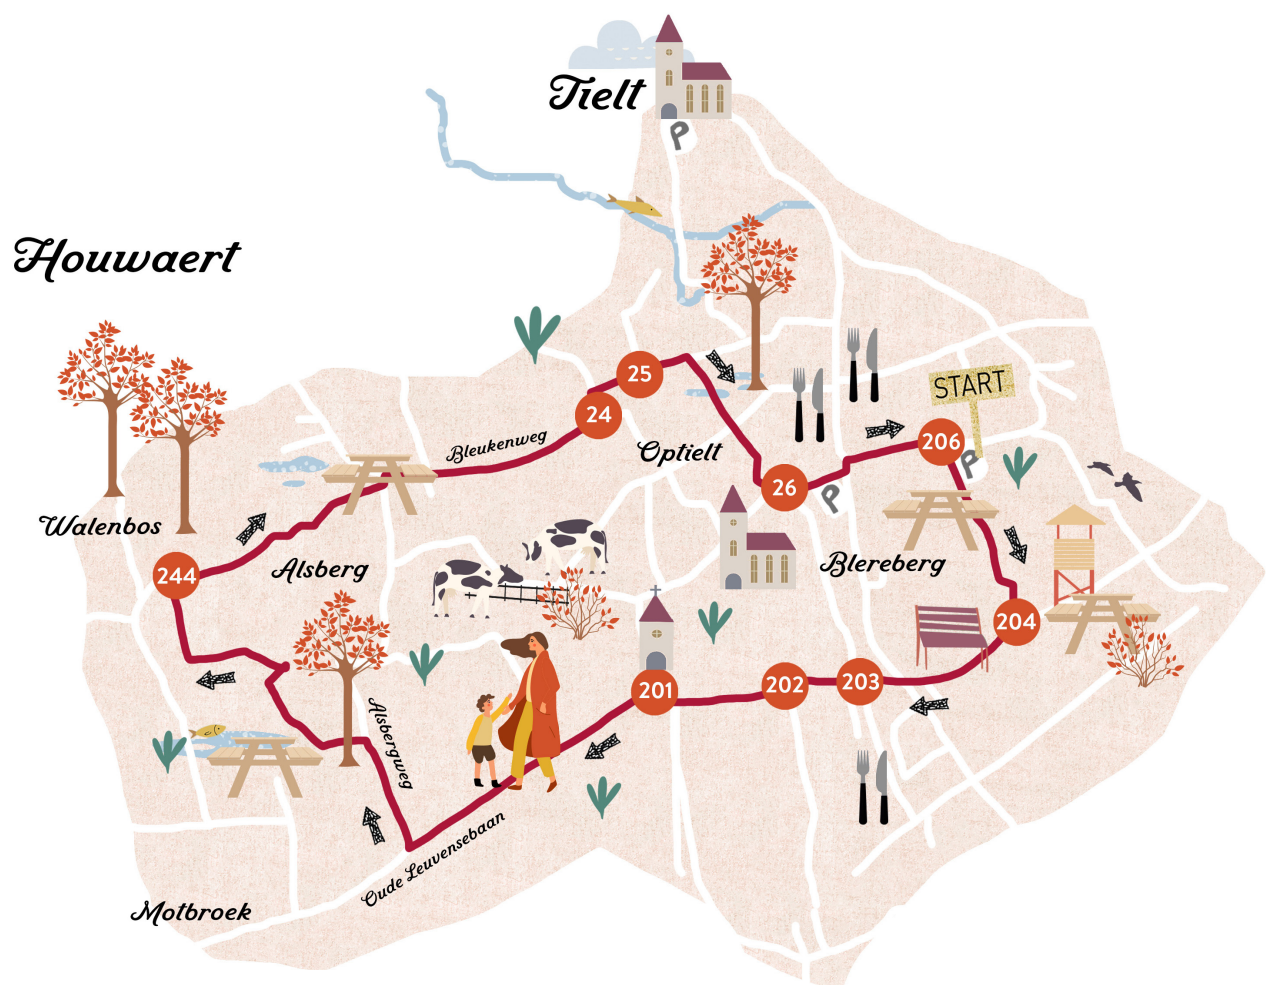 Tielt
P
Houwaert
25
START
24
206
Bleukenweg
Optielt
P
26
P
Walenbos
Blereberg
244
Alsberg
204
201
202
203
Alsbergweg
Oude Leuvensebaan
Motbroek